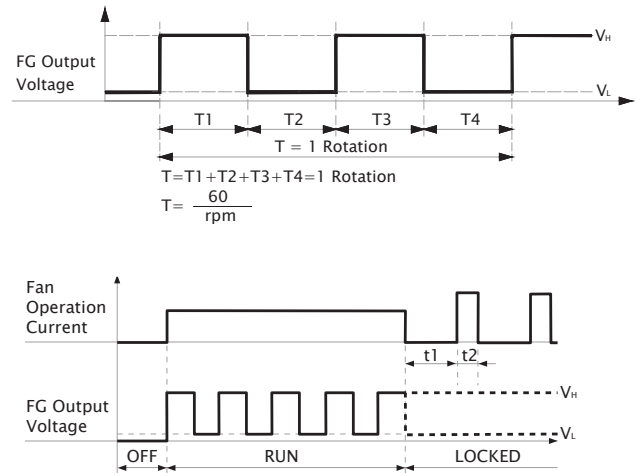 FG Output
Voltage
VH
VL
T1 T2 T3 T4
T = 1 Rotation
T=T1+T2+T3+T4=1 Rotation
T= 60
rpm
Fan
Operation
Current
t1 t2
FG Output
Voltage
VH
VL
OFF RUN LOCKED